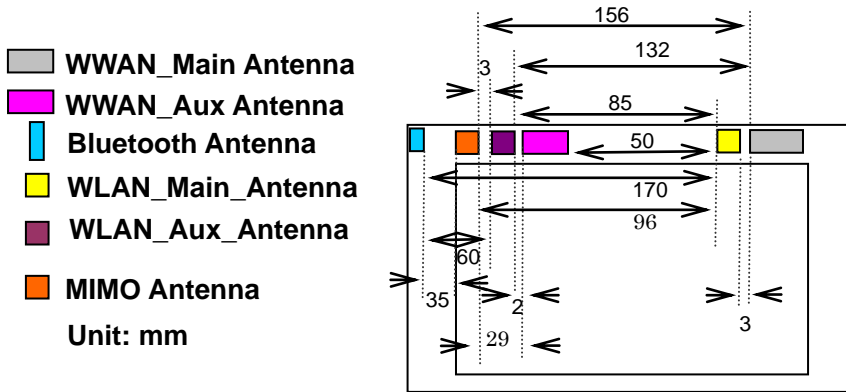 156
132
3
WWAN_Main Antenna
WWAN_Aux Antenna
85
Bluetooth Antenna
50
WLAN_Main_Antenna
170
WLAN_Aux_Antenna
96
60
MIMO Antenna
35
2
3
Unit: mm
29